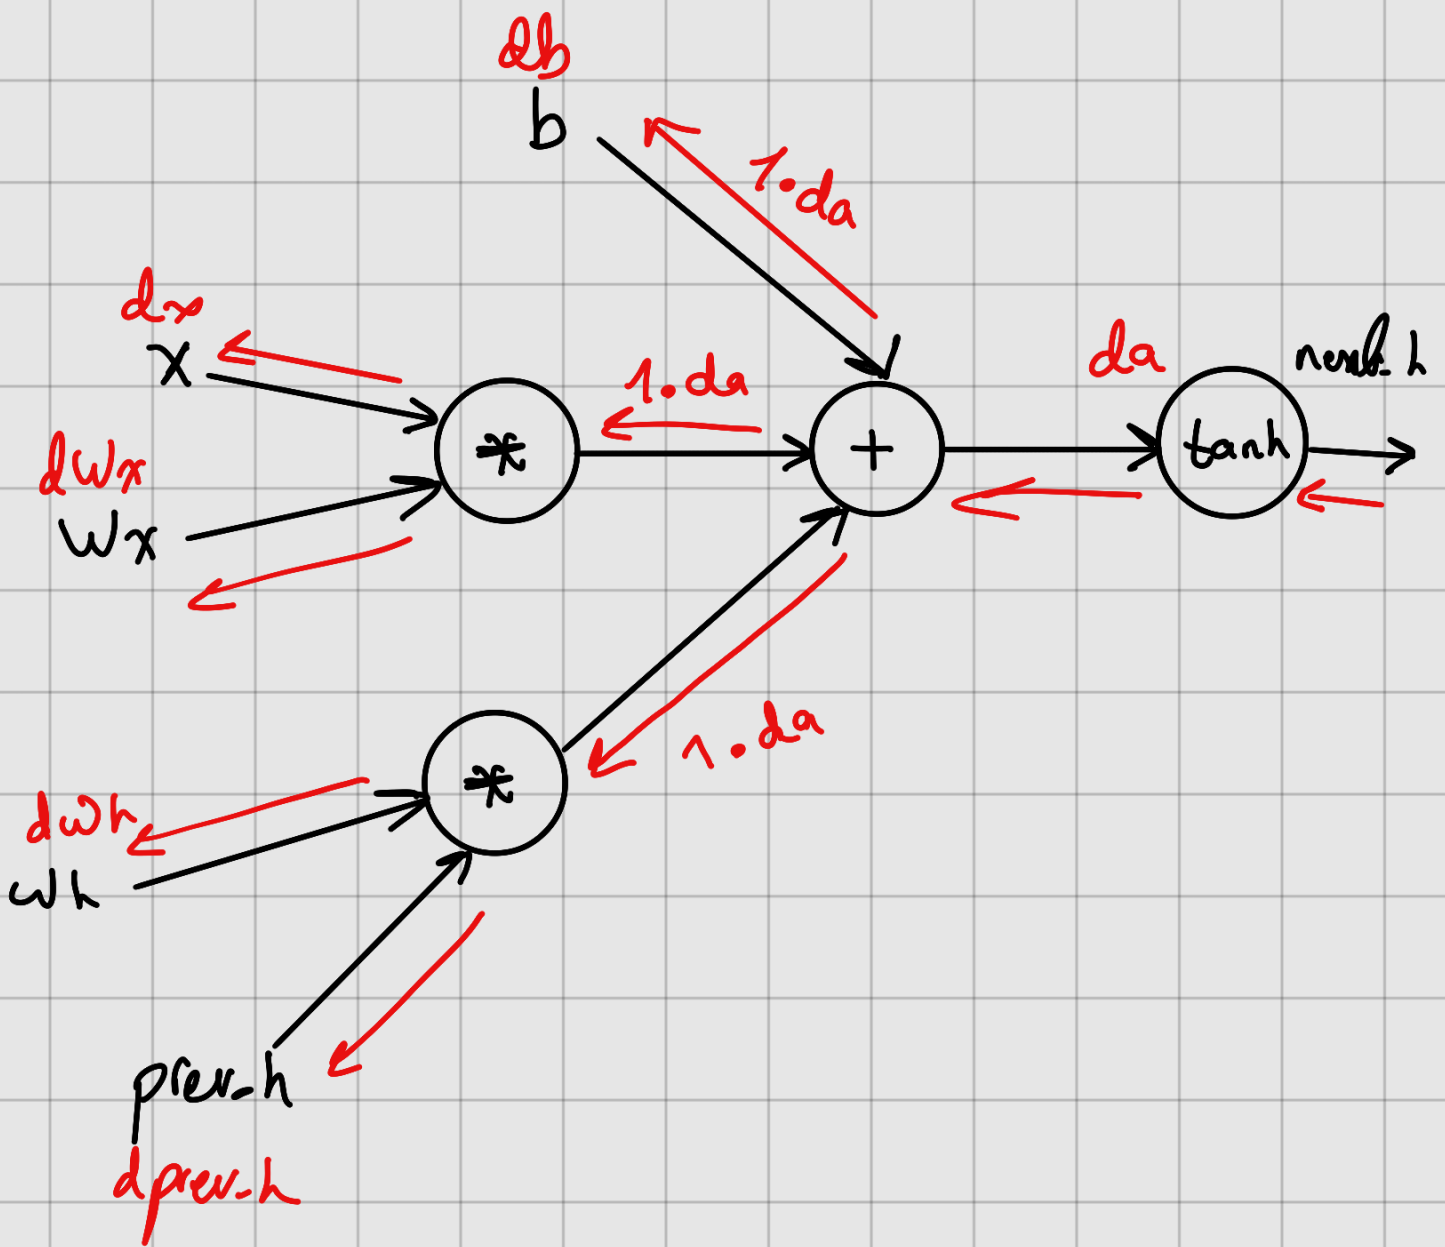 db
b
1.da
dx
x
1.da
da
next_h
*
+
tanh
dWx
Wx
1.da
*
dwh
wh
prev_h
dprev_h